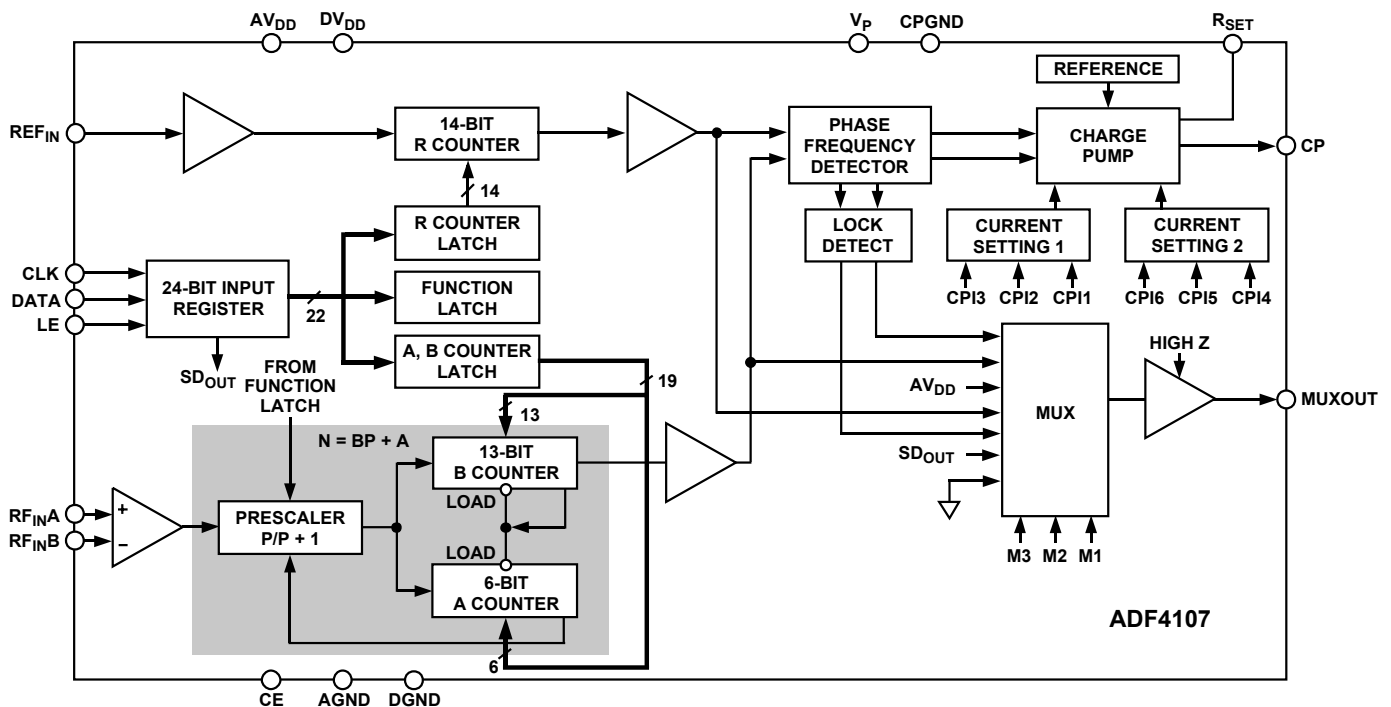 AVDD DVDD VP CPGND RSET
REFERENCE
REFIN
14-BIT
R COUNTER
PHASE
FREQUENCY
DETECTOR
CHARGE
PUMP
CP
14
R COUNTER
LATCH
LOCK
DETECT
CURRENT
SETTING 1
CURRENT
SETTING 2
CLK
DATA
LE
24-BIT INPUT
REGISTER
22
FUNCTION
LATCH
CPI3 CPI2 CPI1 CPI6 CPI5 CPI4
A, B COUNTER
LATCH
SDOUT
FROM
FUNCTION
LATCH
19
13
HIGH Z
AVDD
MUX
MUXOUT
SDOUT
N = BP + A
13-BIT
B COUNTER
LOAD
RFINA
RFINB
+
–
PRESCALER
P/P + 1
LOAD
6-BIT
A COUNTER
6
M3 M2 M1
ADF4107
CE AGND DGND